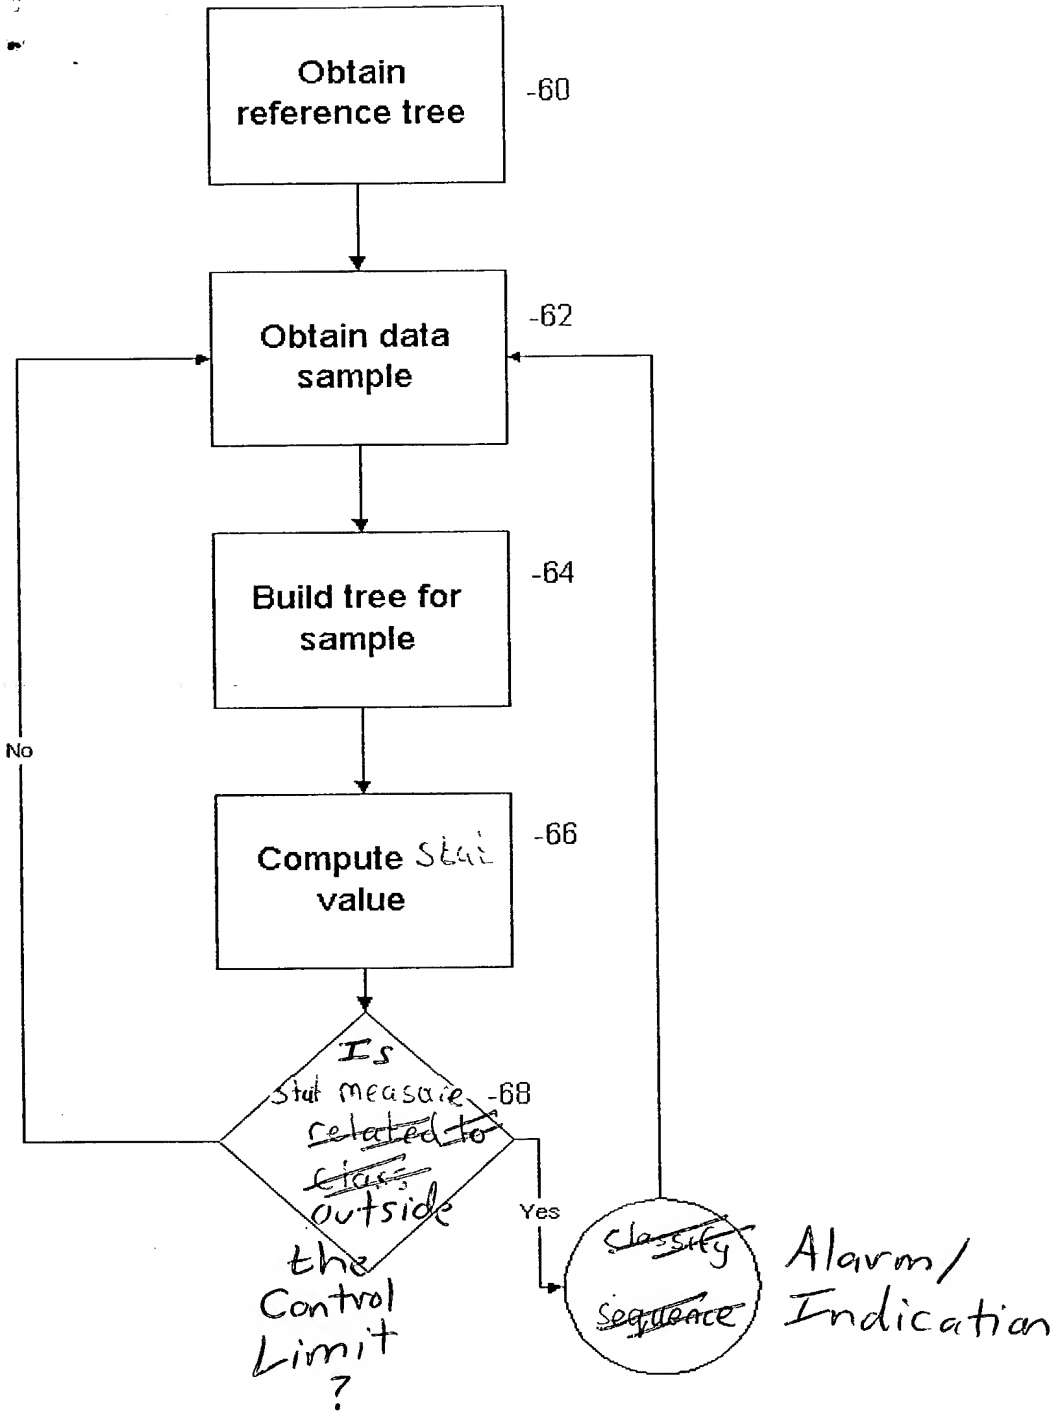 Obtain
reference tree
-60
Obtain data
sample
-62
Build tree for
sample
-64
No
Compute Stat
value
-66
Is
Stat measure
-68
related to
class
outside
the
Control
Limit
?
Yes
classify
sequence
Alarm/
Indication